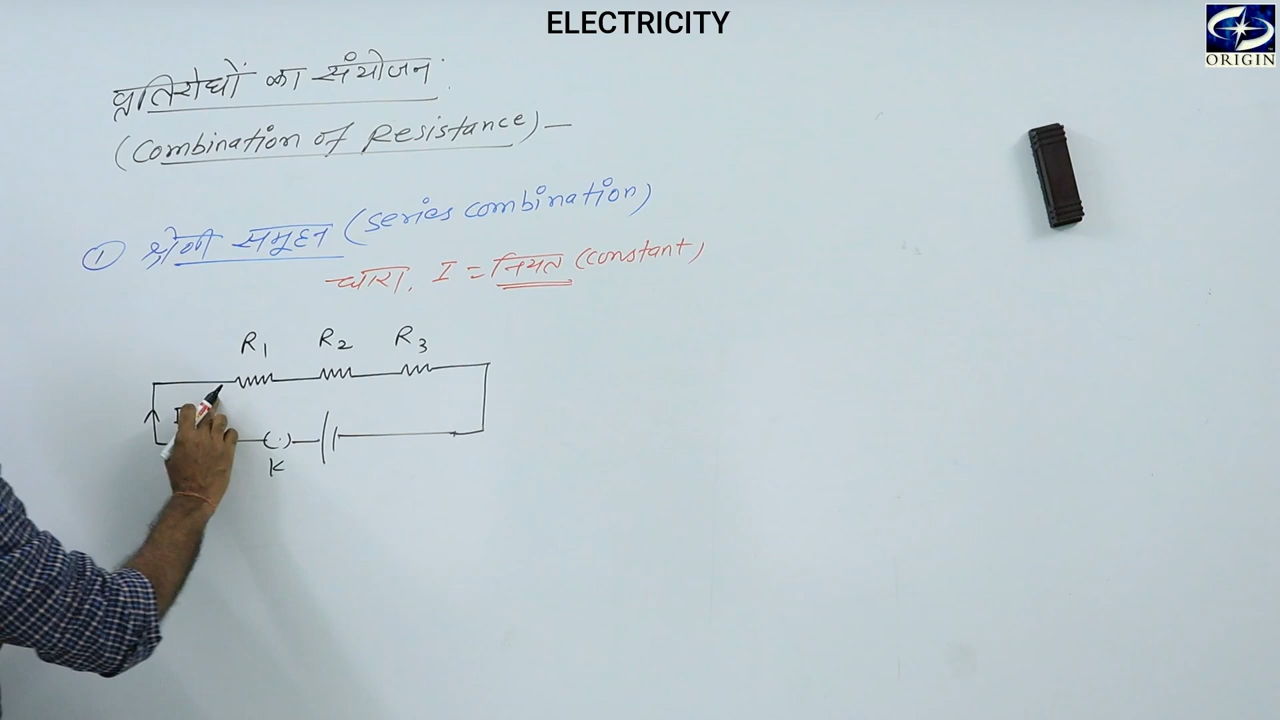 ELECTRICITY
ORIGIN
प्रतिरोधों का संयोजन:
(Combination of Resistance) —
① श्रेणी समूहन (series combination)
धारा, I = नियत (constant)
R1 R2 R3
I
K